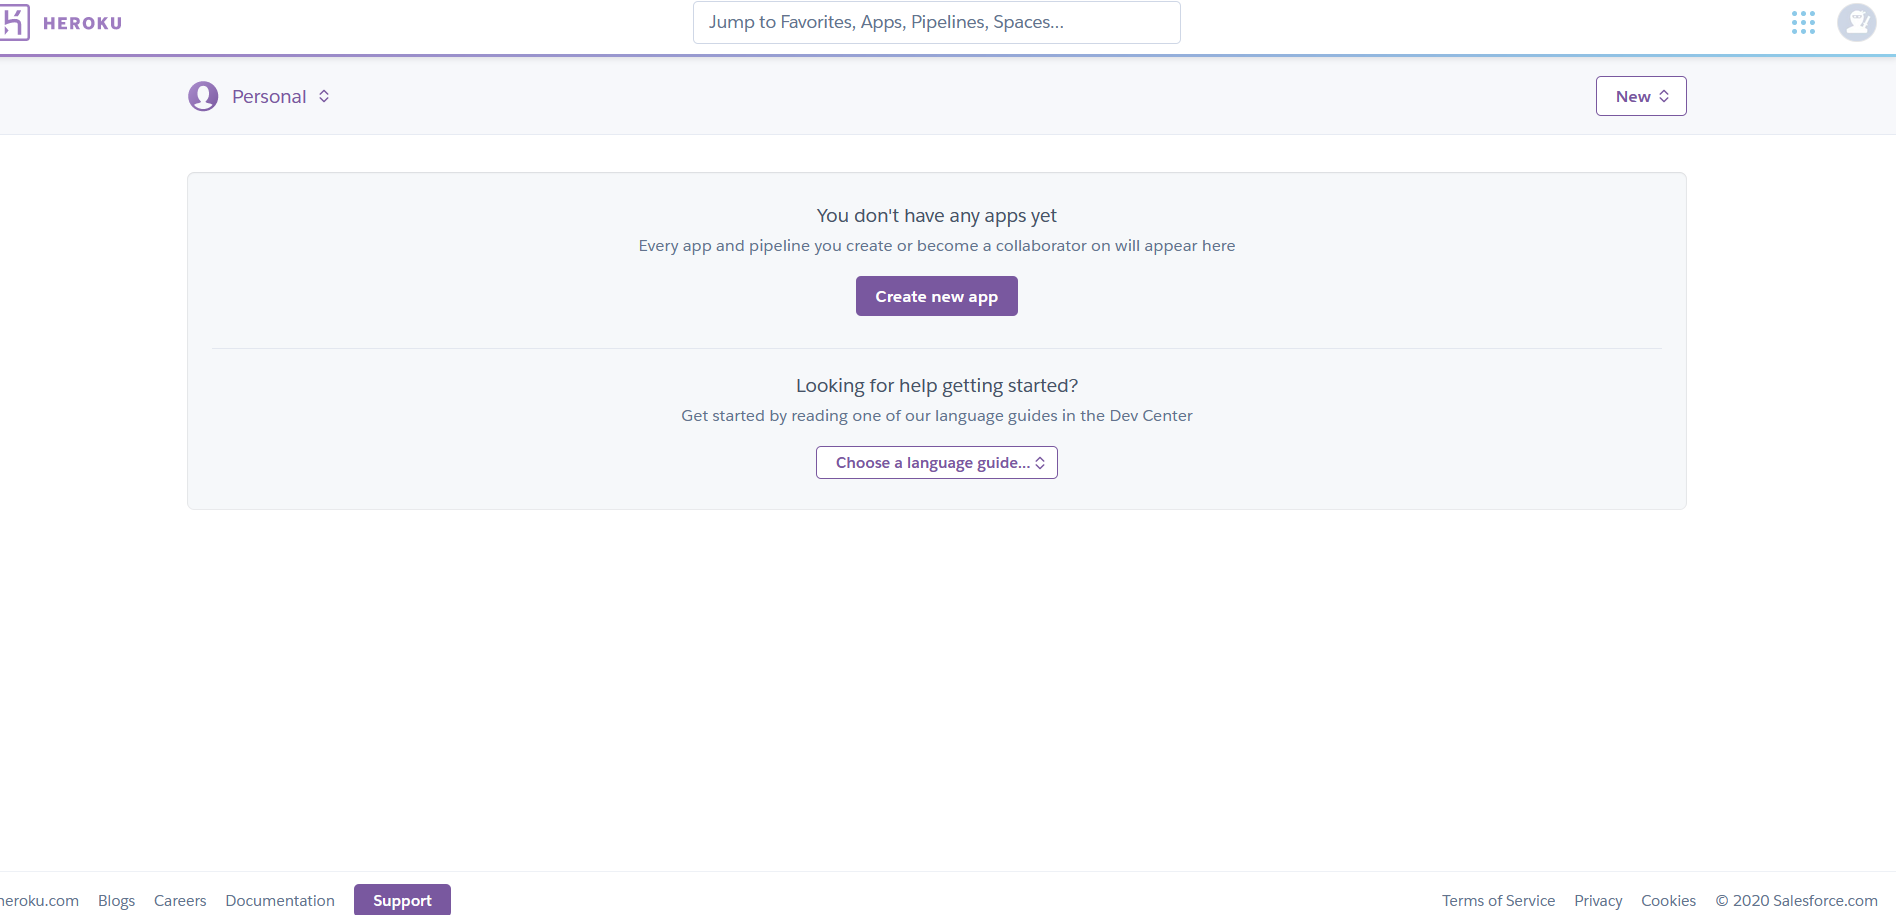 HEROKU
Jump to Favorites, Apps, Pipelines, Spaces...
Personal
New
You don't have any apps yet
Every app and pipeline you create or become a collaborator on will appear here
Create new app
Looking for help getting started?
Get started by reading one of our language guides in the Dev Center
Choose a language guide...
heroku.com Blogs Careers Documentation Support Terms of Service Privacy Cookies © 2020 Salesforce.com